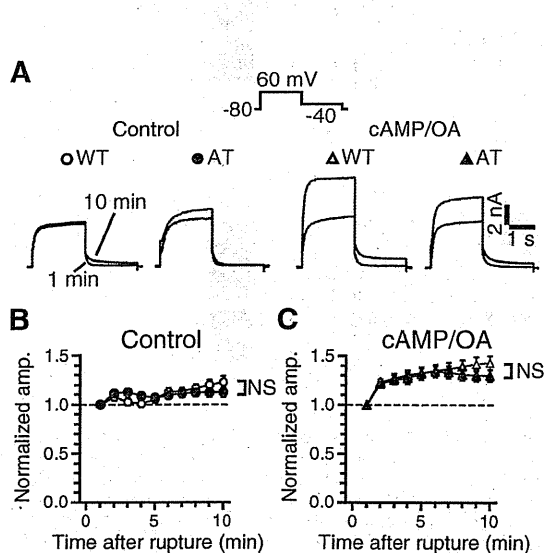 A
60 mV
-80
-40
Control
cAMP/OA
WT
AT
WT
AT
10 min
1 min
2 nA
1 s
B
Control
Normalized amp.
1.5
1.0
0.5
0.0
NS
0
5
10
Time after rupture (min)
C
cAMP/OA
Normalized amp.
1.5
1.0
0.5
0.0
NS
0
5
10
Time after rupture (min)